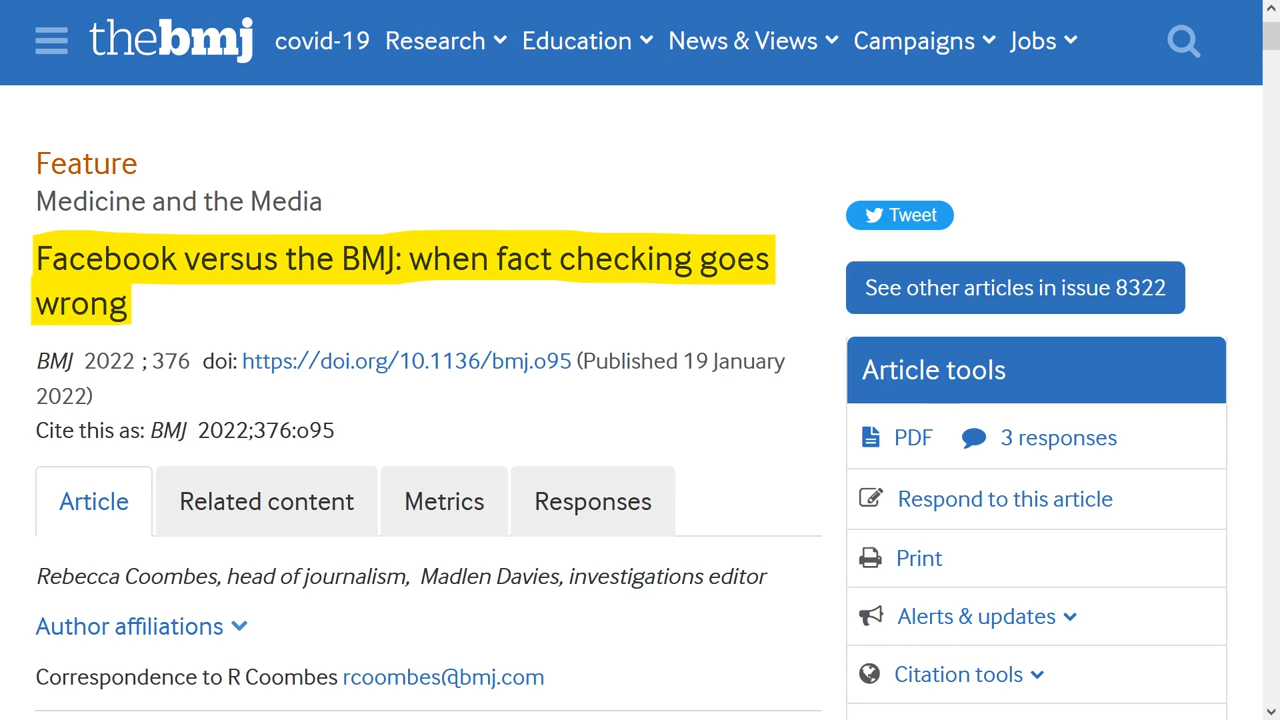 thebmj covid-19 Research Education News & Views Campaigns Jobs
Feature
Medicine and the Media
Facebook versus the BMJ: when fact checking goes
wrong
BMJ 2022 ; 376 doi: https://doi.org/10.1136/bmj.o95 (Published 19 January
2022)
Cite this as: BMJ 2022;376:o95
Article Related content Metrics Responses
Rebecca Coombes, head of journalism, Madlen Davies, investigations editor
Author affiliations
Correspondence to R Coombes rcoombes@bmj.com
Tweet
See other articles in issue 8322
Article tools
PDF 3 responses
Respond to this article
Print
Alerts & updates
Citation tools